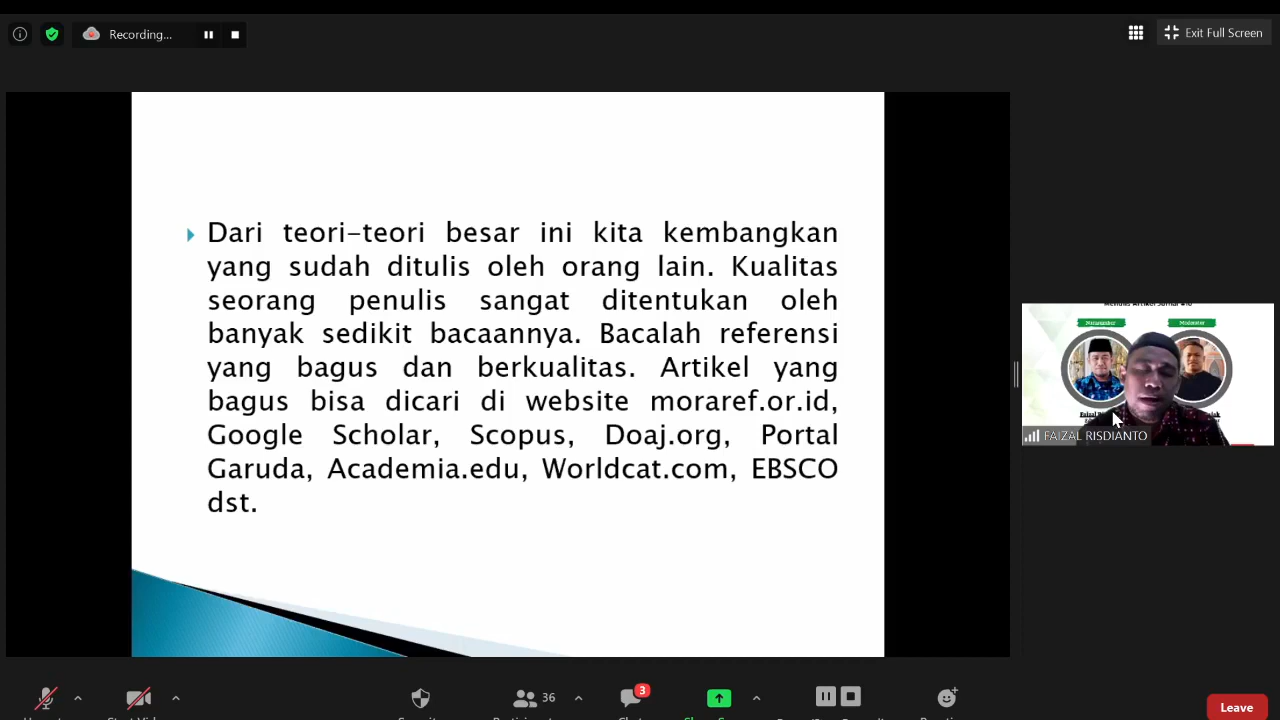 Recording...
Exit Full Screen
Dari teori-teori besar ini kita kembangkan
yang sudah ditulis oleh orang lain. Kualitas
seorang penulis sangat ditentukan oleh
banyak sedikit bacaannya. Bacalah referensi
yang bagus dan berkualitas. Artikel yang
bagus bisa dicari di website moraref.or.id,
Google Scholar, Scopus, Doaj.org, Portal
Garuda, Academia.edu, Worldcat.com, EBSCO
dst.
Narasumber
Moderator
FAIZAL RISDIANTO
36
3
Leave